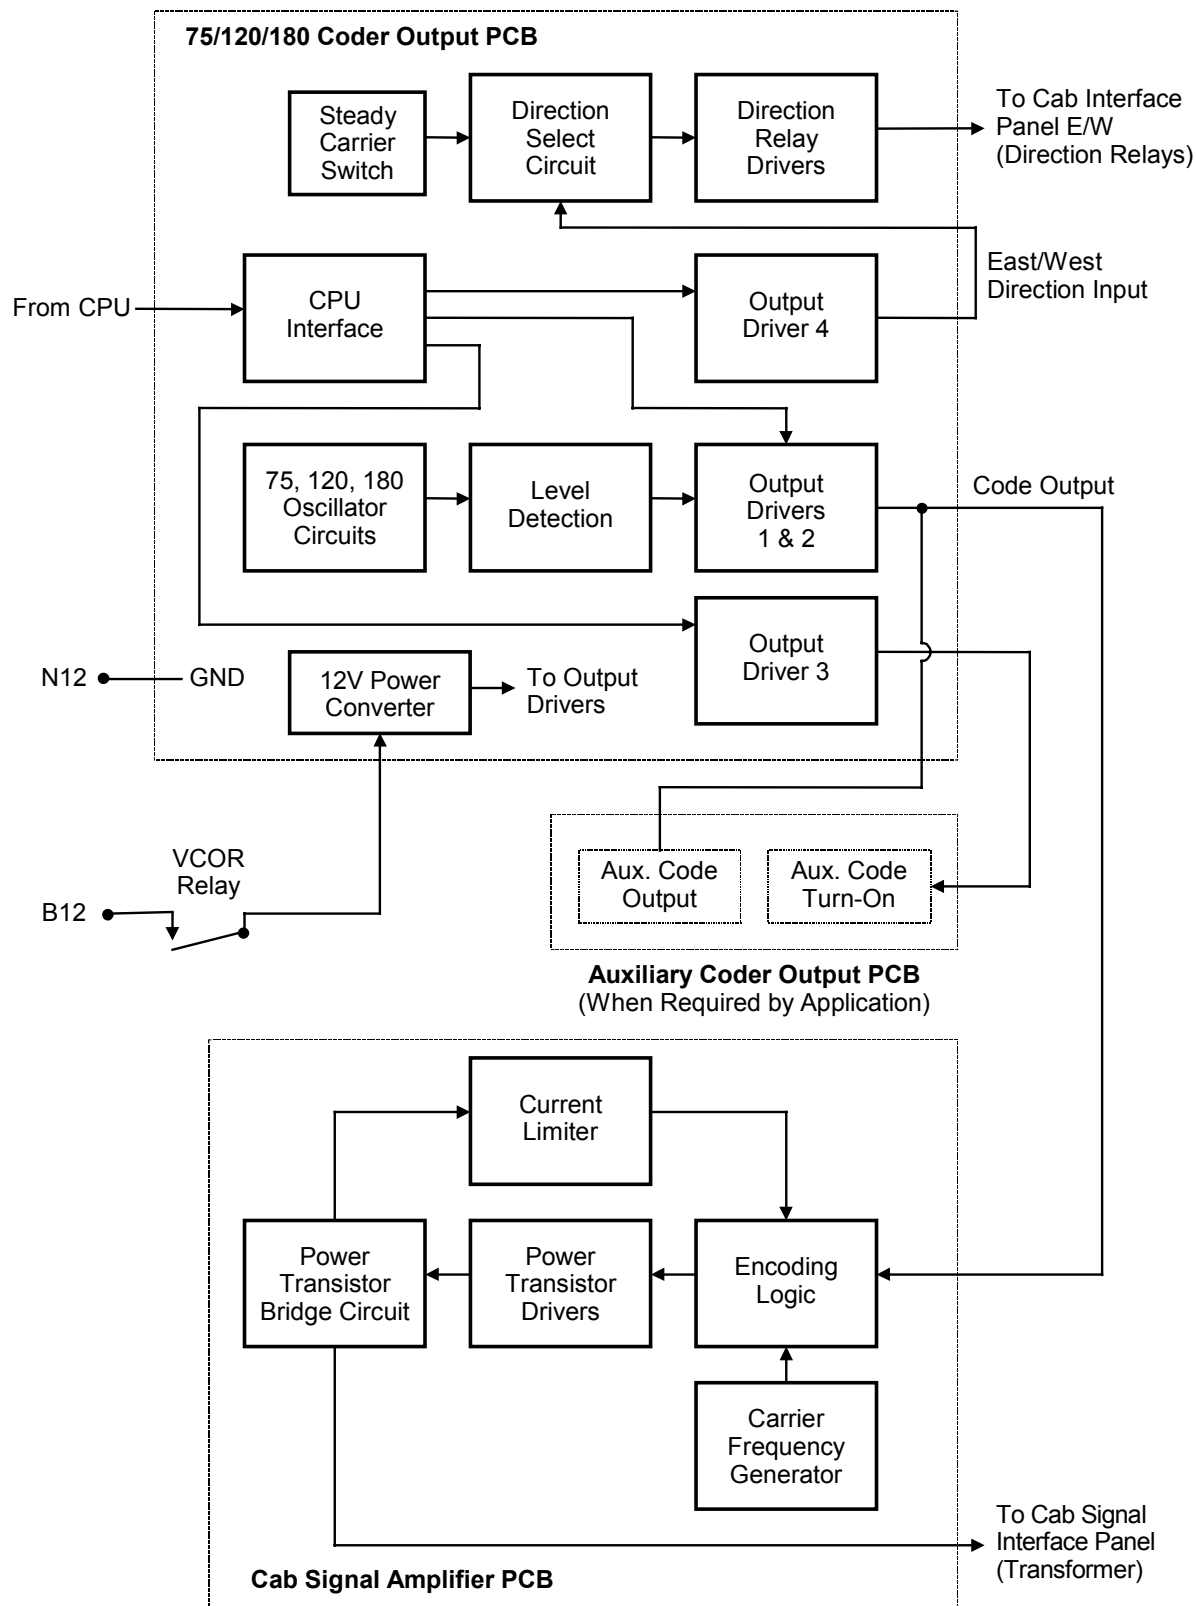 75/120/180 Coder Output PCB
Steady
Carrier
Switch
Direction
Select
Circuit
Direction
Relay
Drivers
To Cab Interface
Panel E/W
(Direction Relays)
East/West
Direction Input
From CPU
CPU
Interface
Output
Driver 4
75, 120, 180
Oscillator
Circuits
Level
Detection
Output
Drivers
1 & 2
Code Output
Output
Driver 3
N12
GND
12V Power
Converter
To Output
Drivers
VCOR
Relay
B12
Aux. Code
Output
Aux. Code
Turn-On
Auxiliary Coder Output PCB
(When Required by Application)
Current
Limiter
Power
Transistor
Bridge Circuit
Power
Transistor
Drivers
Encoding
Logic
Carrier
Frequency
Generator
To Cab Signal
Interface Panel
(Transformer)
Cab Signal Amplifier PCB